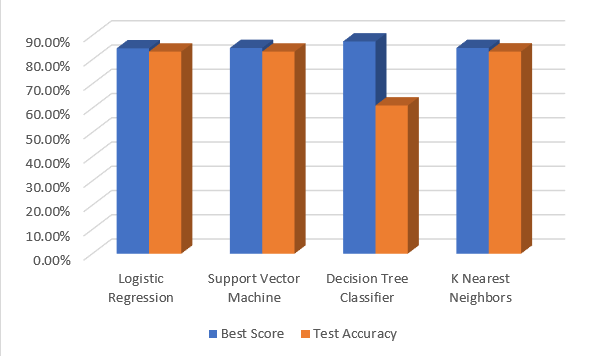 90.00%
80.00%
70.00%
60.00%
50.00%
40.00%
30.00%
20.00%
10.00%
0.00%
Logistic Regression
Support Vector Machine
Decision Tree Classifier
K Nearest Neighbors
Best Score
Test Accuracy